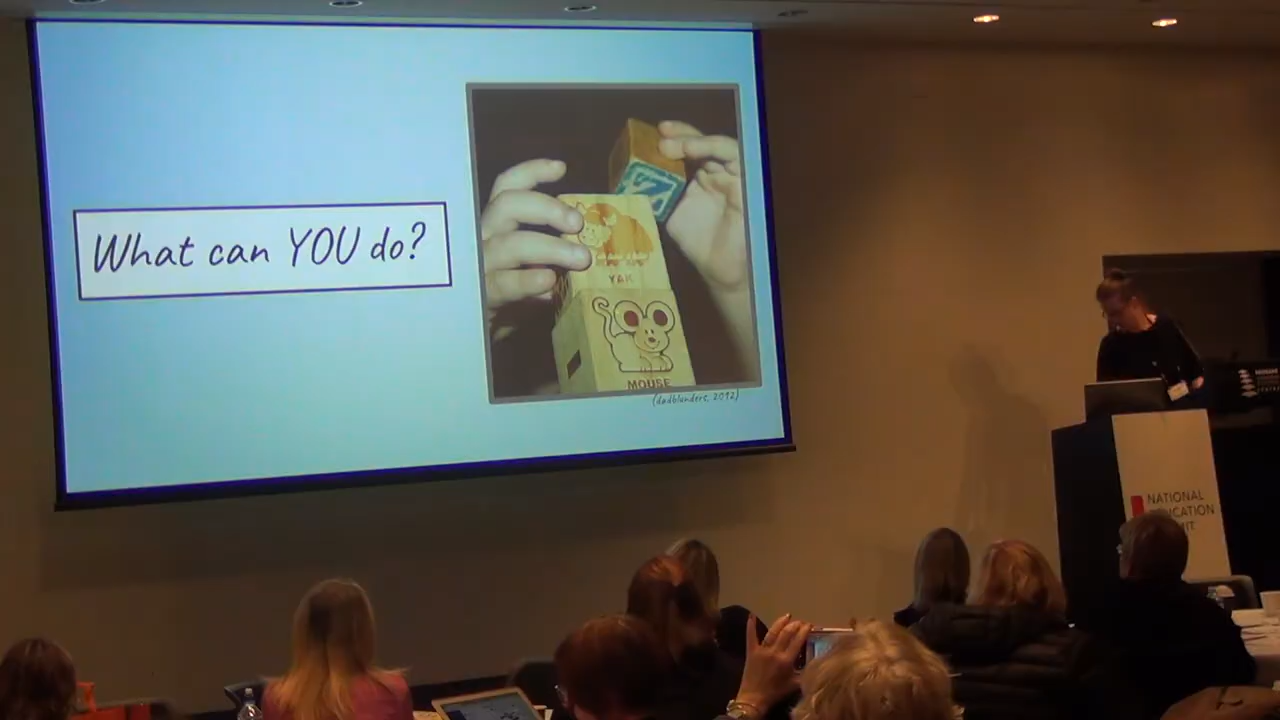 What can YOU do?
YAK
MOUSE
(dadblunders, 2012)
NATIONAL